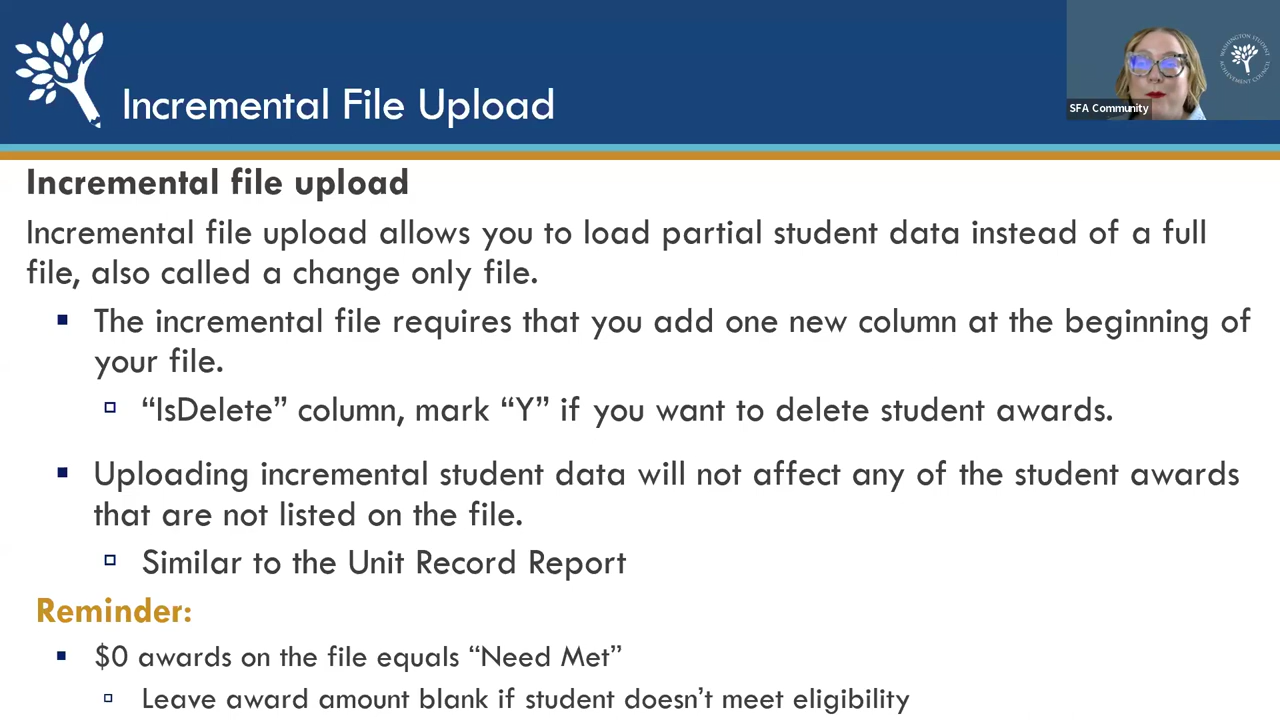 Incremental File Upload
SFA Community
WASHINGTON STUDENT ACHIEVEMENT COUNCIL
Incremental file upload
Incremental file upload allows you to load partial student data instead of a full
file, also called a change only file.
The incremental file requires that you add one new column at the beginning of
your file.
“IsDelete” column, mark “Y” if you want to delete student awards.
Uploading incremental student data will not affect any of the student awards
that are not listed on the file.
Similar to the Unit Record Report
Reminder:
$0 awards on the file equals “Need Met”
Leave award amount blank if student doesn’t meet eligibility